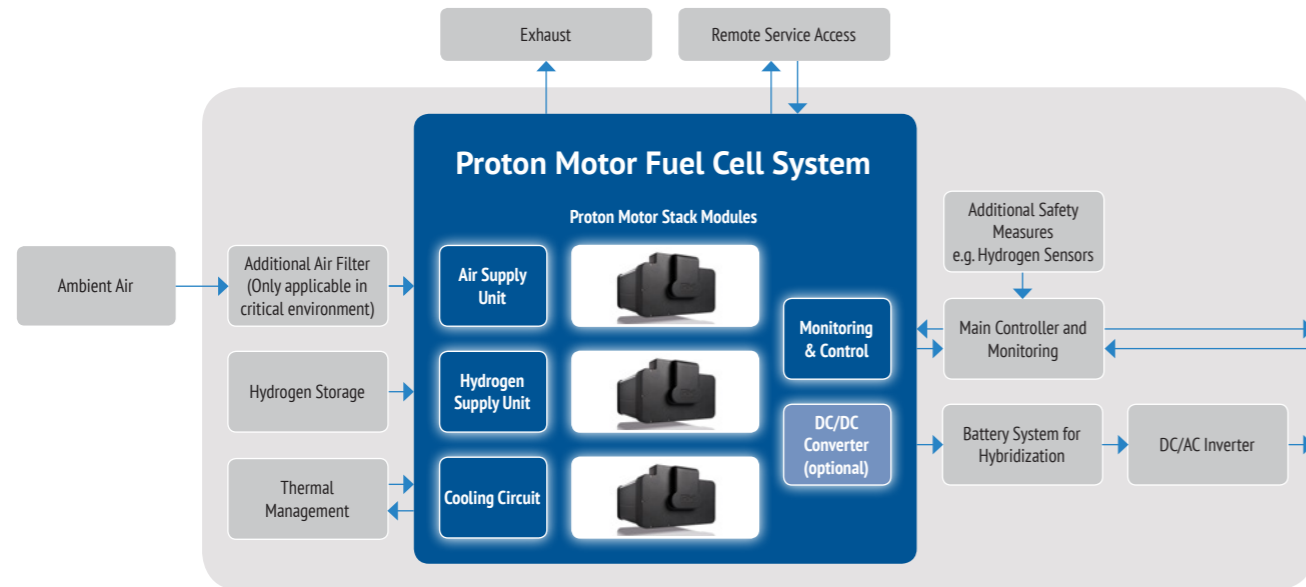 Exhaust
Remote Service Access
Proton Motor Fuel Cell System
Proton Motor Stack Modules
Ambient Air
Additional Air Filter
(Only applicable in
critical environment)
Air Supply
Unit
Hydrogen Storage
Hydrogen
Supply Unit
Thermal
Management
Cooling Circuit
Monitoring
& Control
DC/DC
Converter
(optional)
Additional Safety
Measures
e.g. Hydrogen Sensors
Main Controller and
Monitoring
Battery System for
Hybridization
DC/AC Inverter